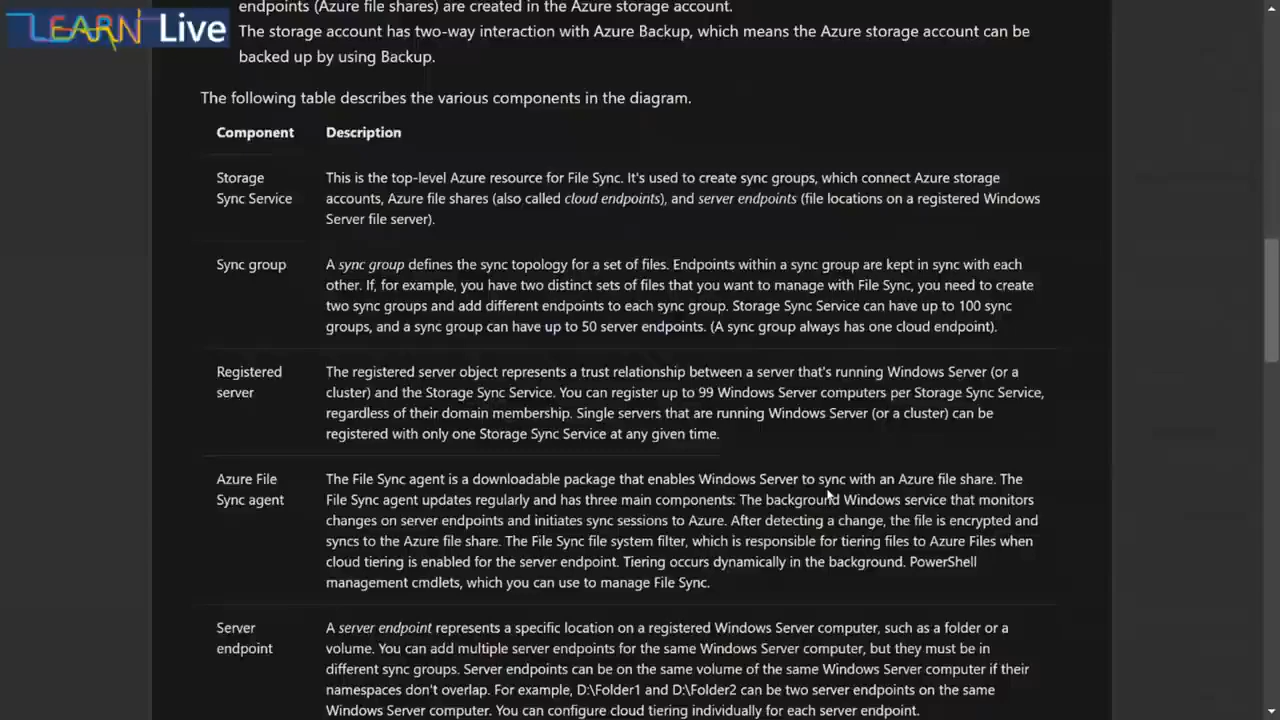 LEARN Live
endpoints (Azure file shares) are created in the Azure storage account.
The storage account has two-way interaction with Azure Backup, which means the Azure storage account can be
backed up by using Backup.
The following table describes the various components in the diagram.
Component Description
Storage
Sync Service
This is the top-level Azure resource for File Sync. It's used to create sync groups, which connect Azure storage
accounts, Azure file shares (also called cloud endpoints), and server endpoints (file locations on a registered Windows
Server file server).
Sync group
A sync group defines the sync topology for a set of files. Endpoints within a sync group are kept in sync with each
other. If, for example, you have two distinct sets of files that you want to manage with File Sync, you need to create
two sync groups and add different endpoints to each sync group. Storage Sync Service can have up to 100 sync
groups, and a sync group can have up to 50 server endpoints. (A sync group always has one cloud endpoint).
Registered
server
The registered server object represents a trust relationship between a server that's running Windows Server (or a
cluster) and the Storage Sync Service. You can register up to 99 Windows Server computers per Storage Sync Service,
regardless of their domain membership. Single servers that are running Windows Server (or a cluster) can be
registered with only one Storage Sync Service at any given time.
Azure File
Sync agent
The File Sync agent is a downloadable package that enables Windows Server to sync with an Azure file share. The
File Sync agent updates regularly and has three main components: The background Windows service that monitors
changes on server endpoints and initiates sync sessions to Azure. After detecting a change, the file is encrypted and
syncs to the Azure file share. The File Sync file system filter, which is responsible for tiering files to Azure Files when
cloud tiering is enabled for the server endpoint. Tiering occurs dynamically in the background. PowerShell
management cmdlets, which you can use to manage File Sync.
Server
endpoint
A server endpoint represents a specific location on a registered Windows Server computer, such as a folder or a
volume. You can add multiple server endpoints for the same Windows Server computer, but they must be in
different sync groups. Server endpoints can be on the same volume of the same Windows Server computer if their
namespaces don't overlap. For example, D:\Folder1 and D:\Folder2 can be two server endpoints on the same
Windows Server computer. You can configure cloud tiering individually for each server endpoint.